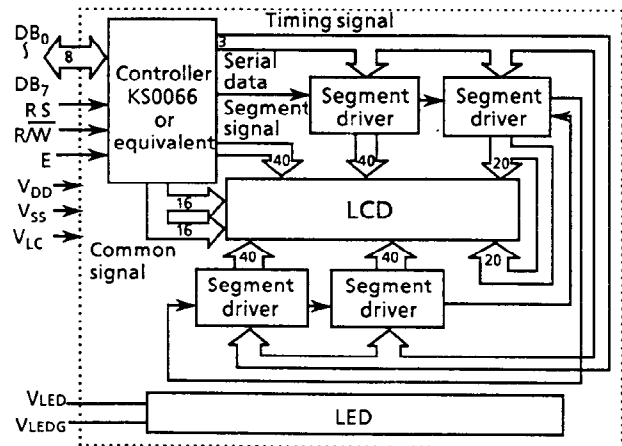 Timing signal
DB0
∫
DB7
8
RS
R/W
E
VDD
VSS
VLC
Controller
KS0066
or
equivalent
3
Serial
data
Segment
signal
Segment
driver
Segment
driver
40
40
20
16
16
LCD
Common
signal
40
40
20
Segment
driver
Segment
driver
VLED
VLEDG
LED